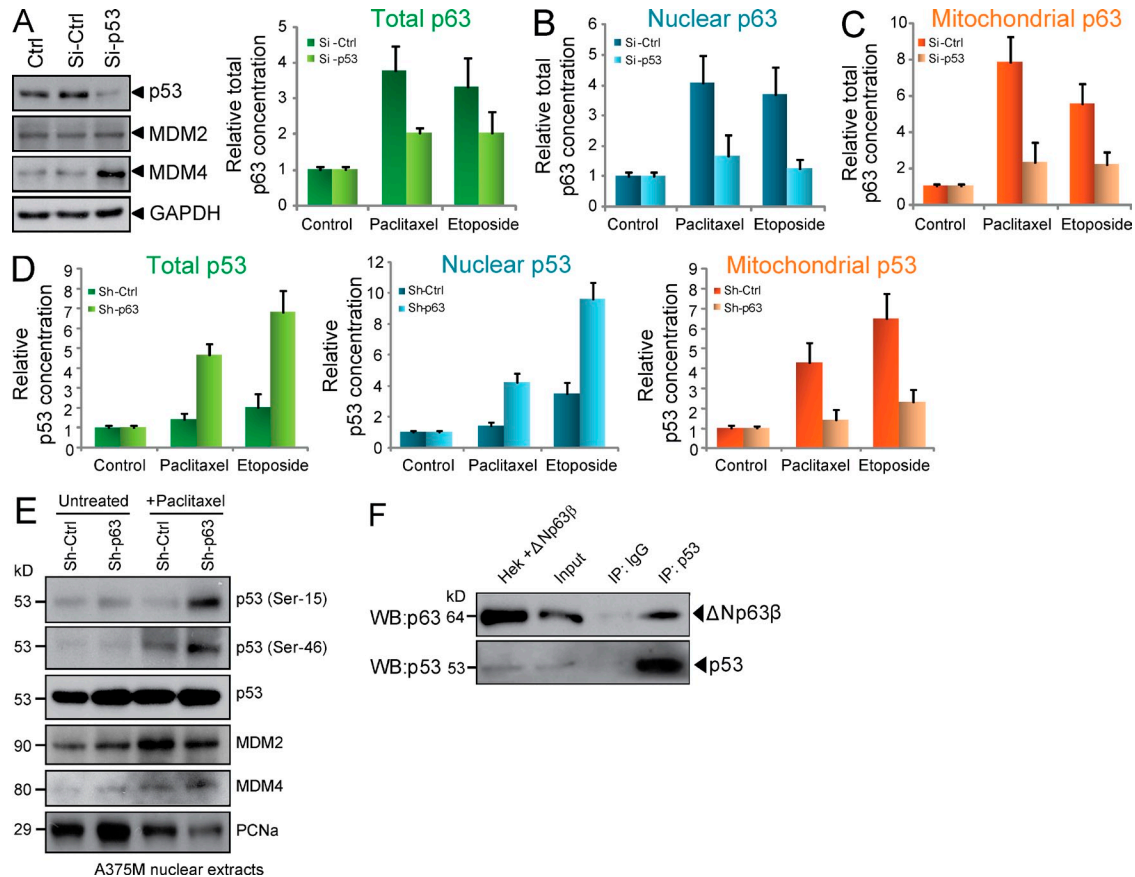 A
Ctrl
Si-Ctrl
Si-p53
p53
MDM2
MDM4
GAPDH
Total p63
Relative total
p63 concentration
5
4
3
2
1
0
Si-Ctrl
Si-p53
Control Paclitaxel Etoposide
B
Nuclear p63
Relative total
p63 concentration
6
5
4
3
2
1
0
Si-Ctrl
Si-p53
Control Paclitaxel Etoposide
C
Mitochondrial p63
Relative total
p63 concentration
10
8
6
4
2
0
Si-Ctrl
Si-p53
Control Paclitaxel Etoposide
D
Total p53
Relative
p53 concentration
9
8
7
6
5
4
3
2
1
0
Sh-Ctrl
Sh-p63
Control Paclitaxel Etoposide
Nuclear p53
Relative
p53 concentration
12
10
8
6
4
2
0
Sh-Ctrl
Sh-p63
Control Paclitaxel Etoposide
Mitochondrial p53
Relative
p53 concentration
9
8
7
6
5
4
3
2
1
0
Sh-Ctrl
Sh-p63
Control Paclitaxel Etoposide
E
Untreated +Paclitaxel
Sh-Ctrl
Sh-p63
Sh-Ctrl
Sh-p63
kD
53 p53 (Ser-15)
53 p53 (Ser-46)
53 p53
90 MDM2
80 MDM4
29 PCNa
A375M nuclear extracts
F
Hek +ΔNp63β
Input
IP: IgG
IP: p53
kD
WB:p63 64 ΔNp63β
WB:p53 53 p53